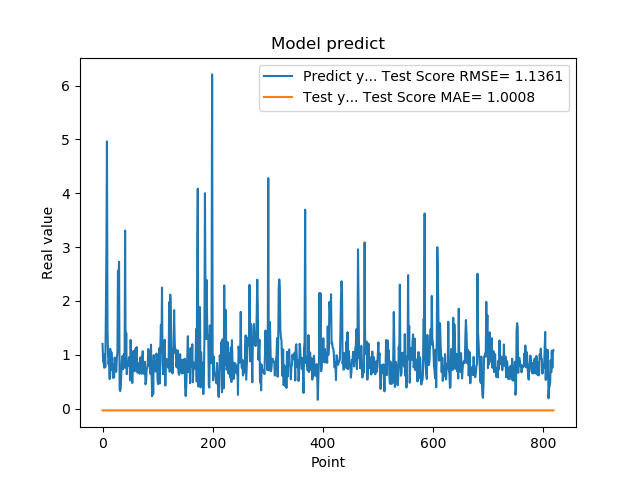 Model predict
Predict y... Test Score RMSE= 1.1361
Test y... Test Score MAE= 1.0008
6
5
4
3
2
1
0
Real value
0 200 400 600 800
Point